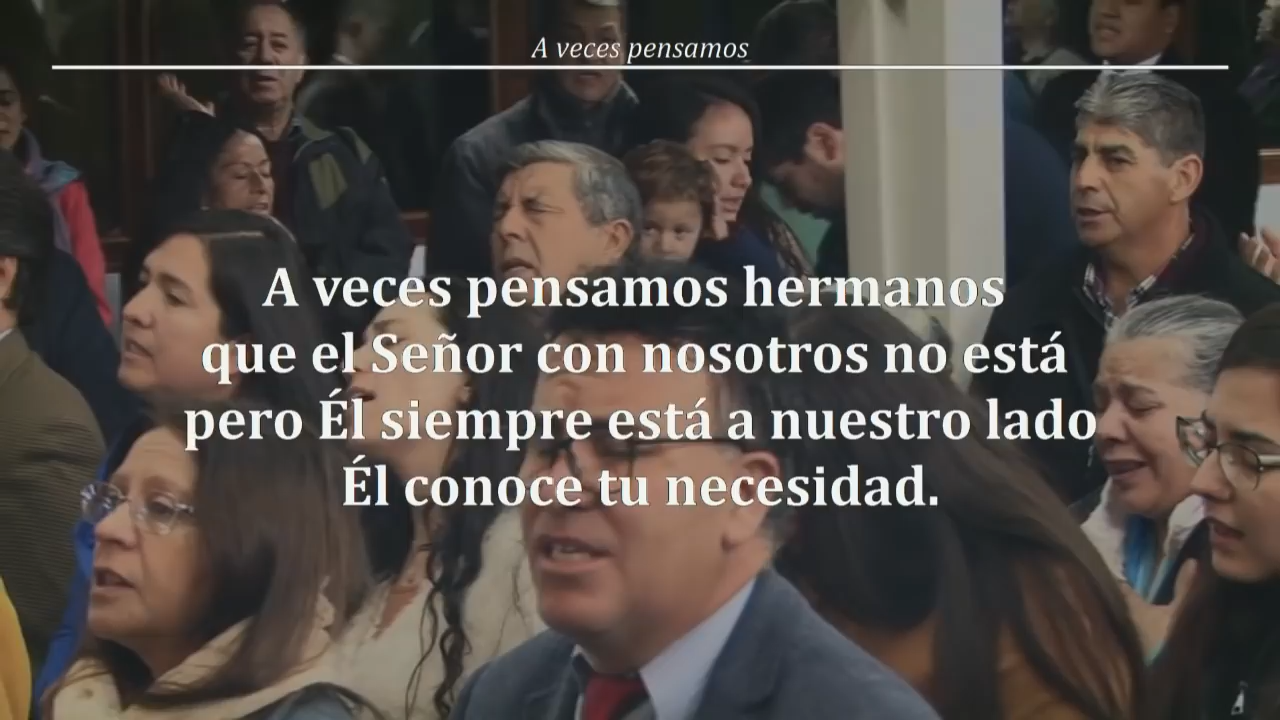 A veces pensamos
A veces pensamos hermanos
que el Señor con nosotros no está
pero Él siempre está a nuestro lado
Él conoce tu necesidad.